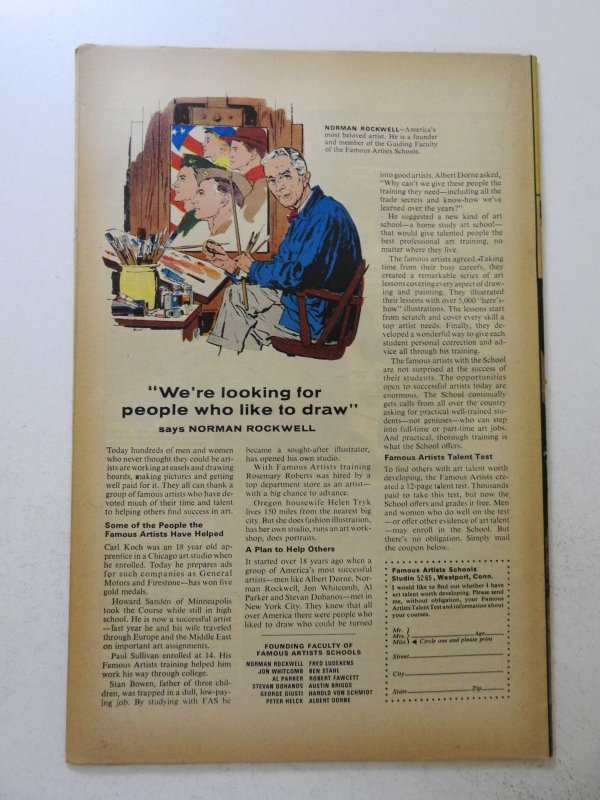 NORMAN ROCKWELL—America's
most beloved artist. He is a founder
and member of the Guiding Faculty
of the Famous Artists Schools.
"We're looking for
people who like to draw"
says NORMAN ROCKWELL
Today hundreds of men and women
who never thought they could be art-
ists are working at easels and drawing
boards, making pictures and getting
well paid for it. They all can thank a
group of famous artists who have de-
voted much of their time and talent
to helping others find success in art.
Some of the People the
Famous Artists Have Helped
Carl Koch was an 18 year old ap-
prentice in a Chicago art studio when
he enrolled. Today he prepares ads
for such companies as General
Motors and Firestone—has won five
gold medals.
Howard Sanden of Minneapolis
took the Course while still in high
school. He is now a successful artist
—last year he and his wife traveled
through Europe and the Middle East
on important art assignments.
Paul Sullivan enrolled at 14. His
Famous Artists training helped him
work his way through college.
Stan Bowen, father of three chil-
dren, was trapped in a dull, low-pay-
ing job. By studying with FAS he
became a sought-after illustrator,
has opened his own studio.
With Famous Artists training
Rosemary Roberts was hired by a
top department store as an artist—
with a big chance to advance.
Oregon housewife Helen Tryk
lives 150 miles from the nearest big
city. But she does fashion illustration,
has her own studio, runs an art work-
shop, does portraits.
A Plan to Help Others
It started over 18 years ago when a
group of America's most successful
artists—men like Albert Dorne, Nor-
man Rockwell, Jon Whitcomb, Al
Parker and Stevan Dohanos—met in
New York City. They knew that all
over America there were people who
liked to draw who could be turned
FOUNDING FACULTY OF
FAMOUS ARTISTS SCHOOLS
NORMAN ROCKWELL FRED LUDEKENS
JON WHITCOMB BEN STAHL
AL PARKER ROBERT FAWCETT
STEVAN DOHANOS AUSTIN BRIGGS
GEORGE GIUSTI HAROLD VON SCHMIDT
PETER HELCK ALBERT DORNE
into good artists. Albert Dorne asked,
"Why can't we give these people the
training they need—including all the
trade secrets and know-how we've
learned over the years?"
He suggested a new kind of art
school—a home study art school—
that would give talented people the
best professional art training, no
matter where they live.
The famous artists agreed. Taking
time from their busy careers, they
created a remarkable series of art
lessons covering every aspect of draw-
ing and painting. They illustrated
their lessons with over 5,000 "here's-
how" illustrations. The lessons start
from scratch and cover every skill a
top artist needs. Finally, they de-
veloped a wonderful way to give each
student personal correction and ad-
vice all through his training.
The famous artists with the School
are not surprised at the success of
their students. The opportunities
open to successful artists today are
enormous. The School continually
gets calls from all over the country
asking for practical well-trained stu-
dents—not geniuses—who can step
into full-time or part-time art jobs.
And practical, thorough training is
what the School offers.
Famous Artists Talent Test
To find others with art talent worth
developing, the Famous Artists cre-
ated a 12-page talent test. Thousands
paid to take this test, but now the
School offers and grades it free. Men
and women who do well on the test
—or offer other evidence of art talent
—may enroll in the School. But
there's no obligation. Simply mail
the coupon below.
Famous Artists Schools
Studio 5265, Westport, Conn.
I would like to find out whether I have
art talent worth developing. Please send
me, without obligation, your Famous
Artists Talent Test and information about
your courses.
Mr.
Mrs. Age
Miss Circle one and please print
Street
City
State Zip